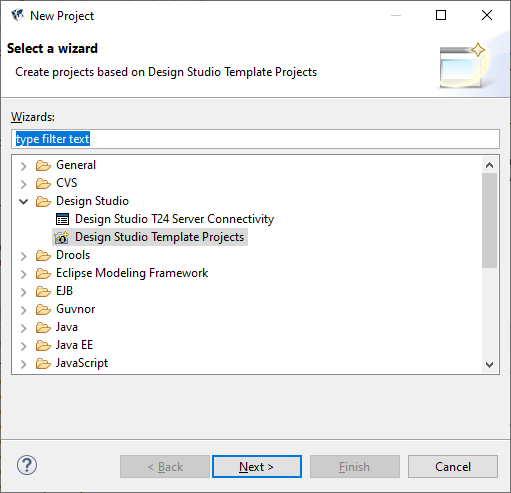 New Project
Select a wizard
Create projects based on Design Studio Template Projects
Wizards:
type filter text
General
CVS
Design Studio
Design Studio T24 Server Connectivity
Design Studio Template Projects
Drools
Eclipse Modeling Framework
EJB
Guvnor
Java
Java EE
JavaScript
?
< Back
Next >
Finish
Cancel